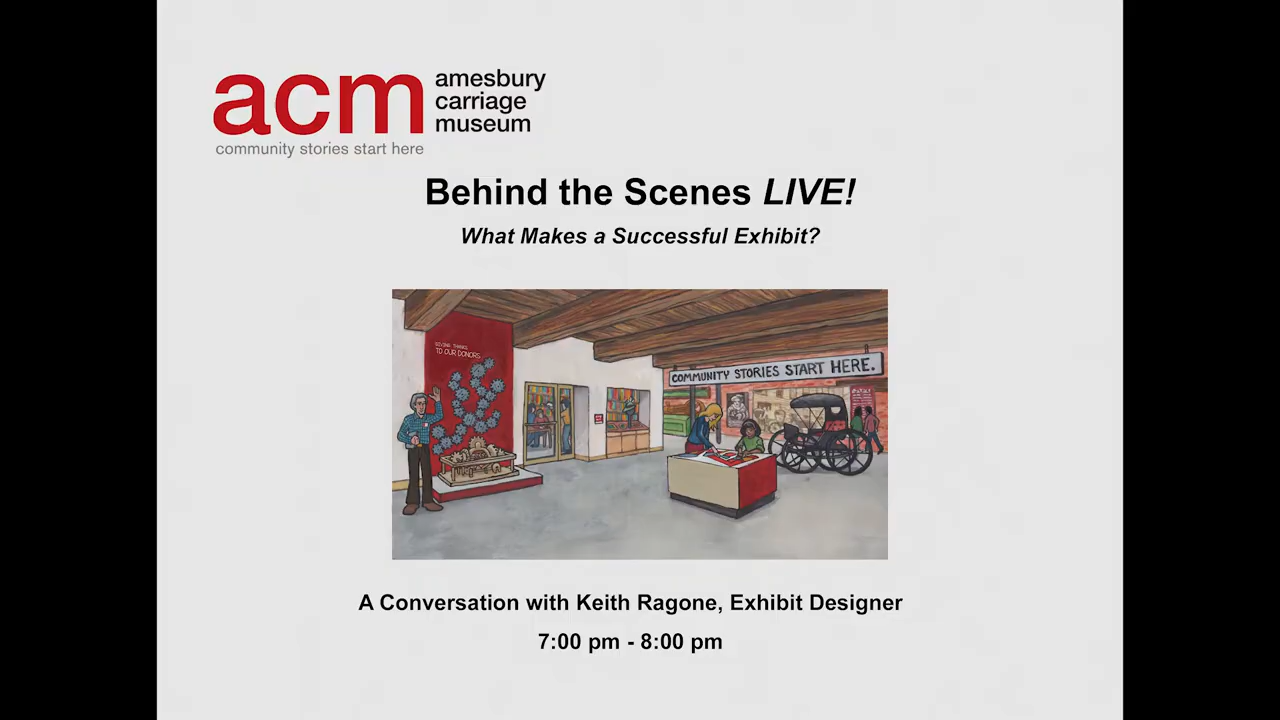 acm
amesbury
carriage
museum
community stories start here
Behind the Scenes LIVE!
What Makes a Successful Exhibit?
GIVING THANKS
TO OUR DONORS
COMMUNITY STORIES START HERE.
A Conversation with Keith Ragone, Exhibit Designer
7:00 pm - 8:00 pm